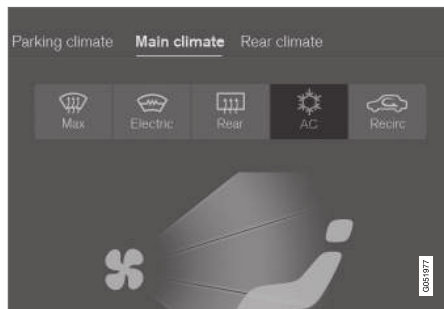 Parking climate Main climate Rear climate
Max Electric Rear AC Recirc
G051977